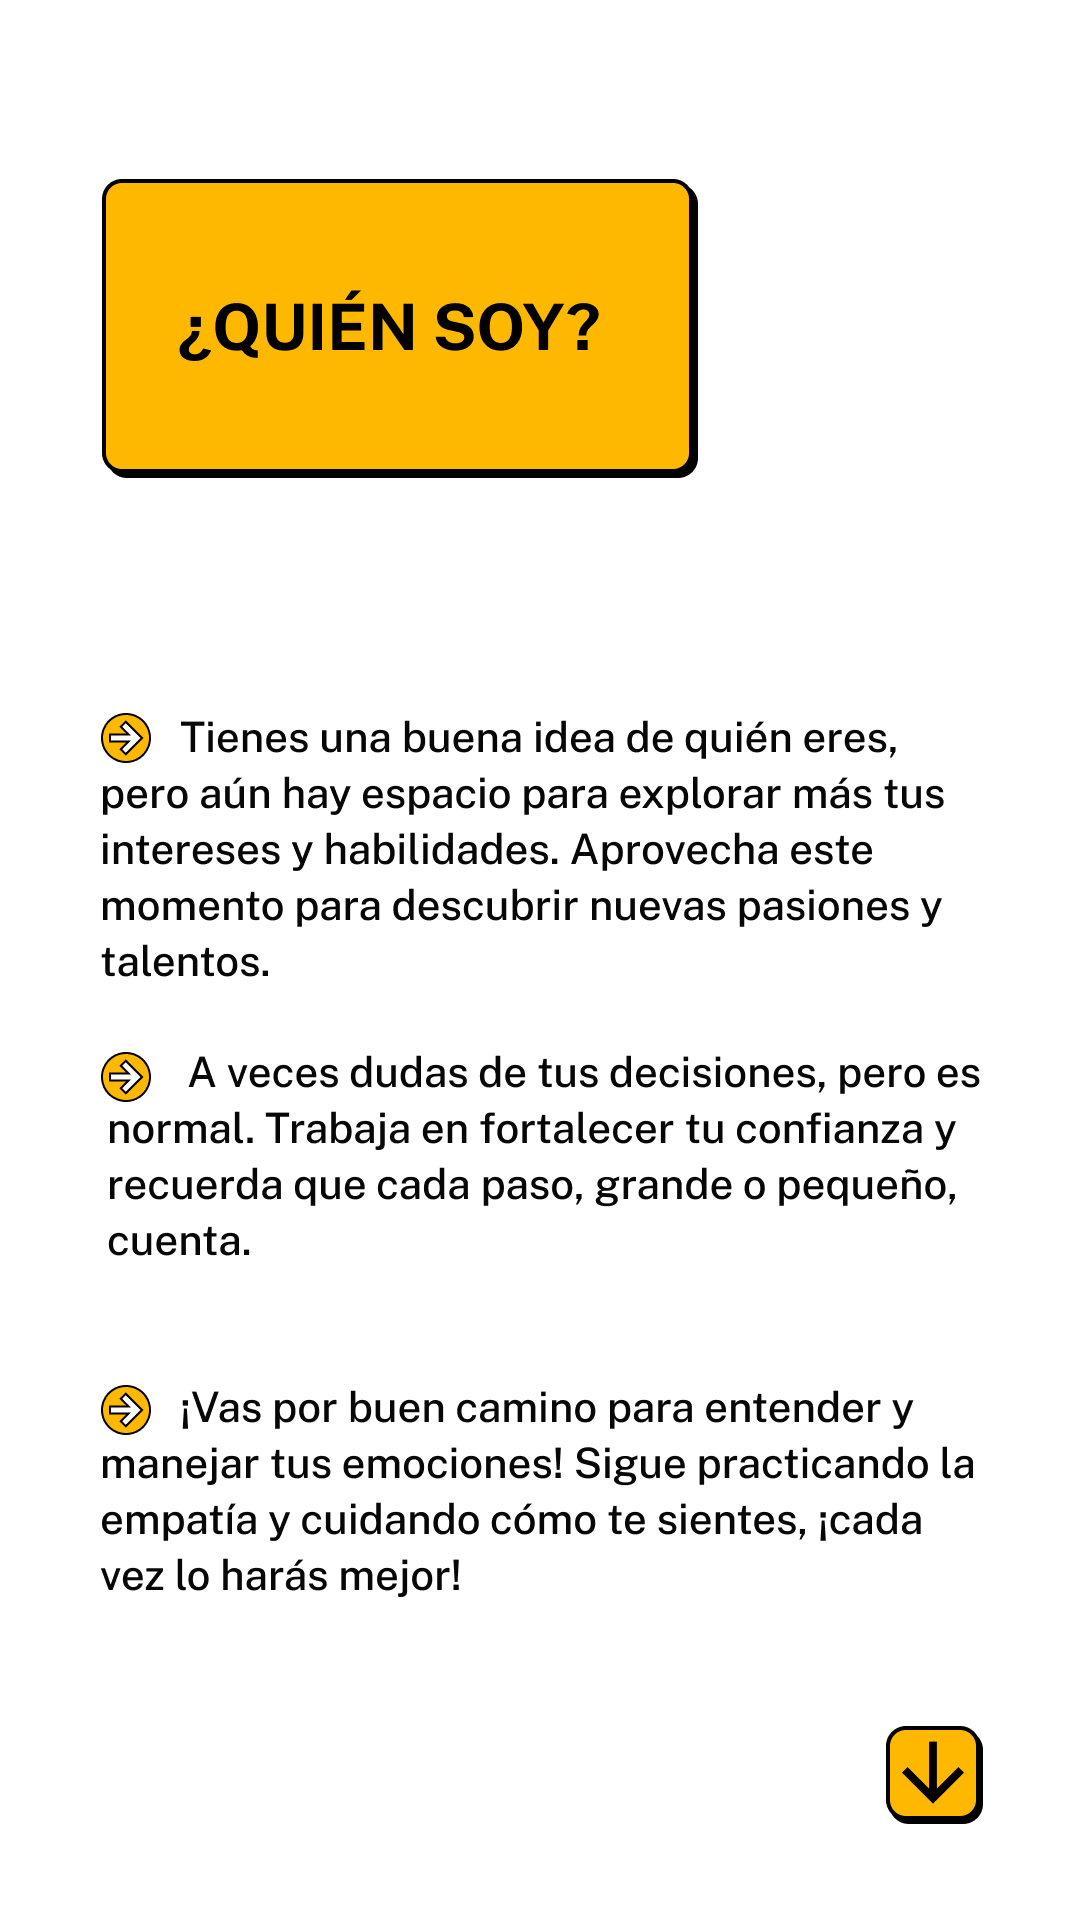 ¿QUIÉN SOY?
Tienes una buena idea de quién eres,
pero aún hay espacio para explorar más tus
intereses y habilidades. Aprovecha este
momento para descubrir nuevas pasiones y
talentos.
A veces dudas de tus decisiones, pero es
normal. Trabaja en fortalecer tu confianza y
recuerda que cada paso, grande o pequeño,
cuenta.
¡Vas por buen camino para entender y
manejar tus emociones! Sigue practicando la
empatía y cuidando cómo te sientes, ¡cada
vez lo harás mejor!